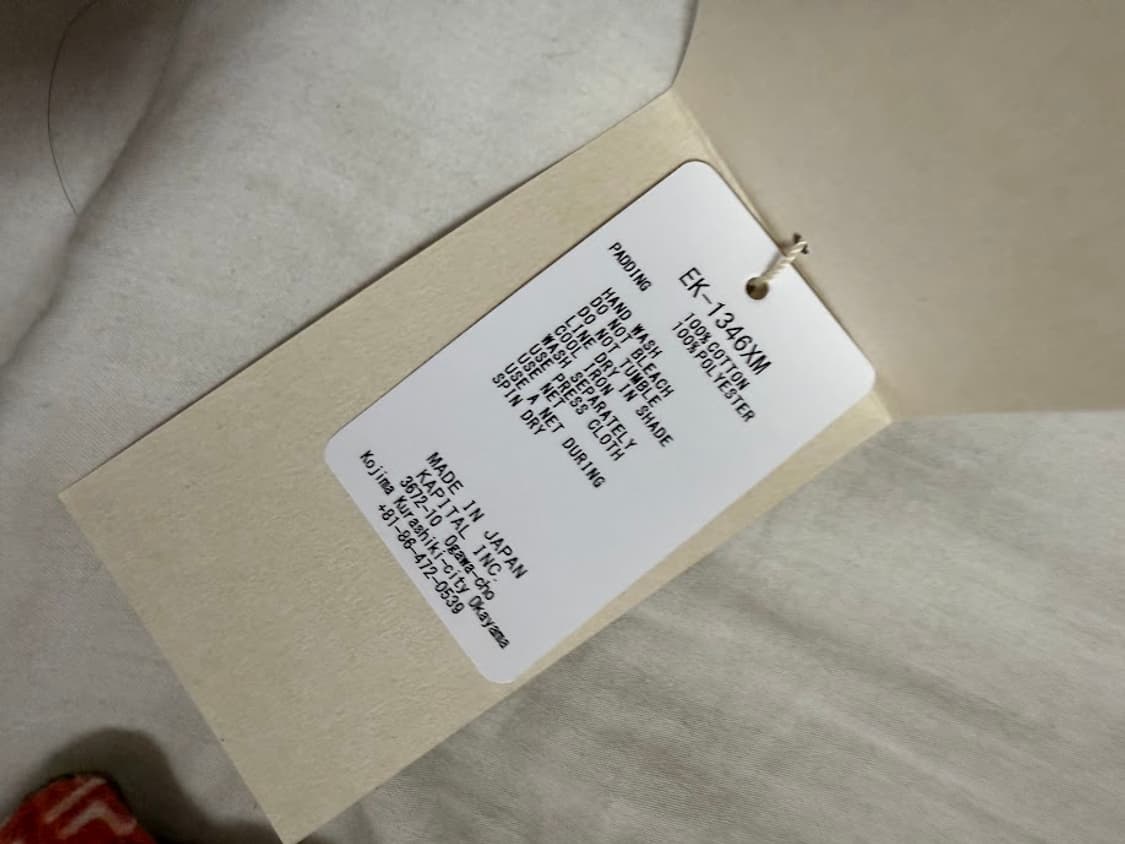 EK-1346XM
100%COTTON
PADDING 100%POLYESTER
HAND WASH
DO NOT BLEACH
DO NOT TUMBLE
LINE DRY IN SHADE
COOL IRON
WASH SEPARATELY
USE PRESS CLOTH
USE NET
USE A NET DURING
SPIN DRY
MADE IN JAPAN
KAPITAL INC.
3672-10 Ogawa-cho
Kojima Kurashiki-city Okayama
+81-86-472-0539